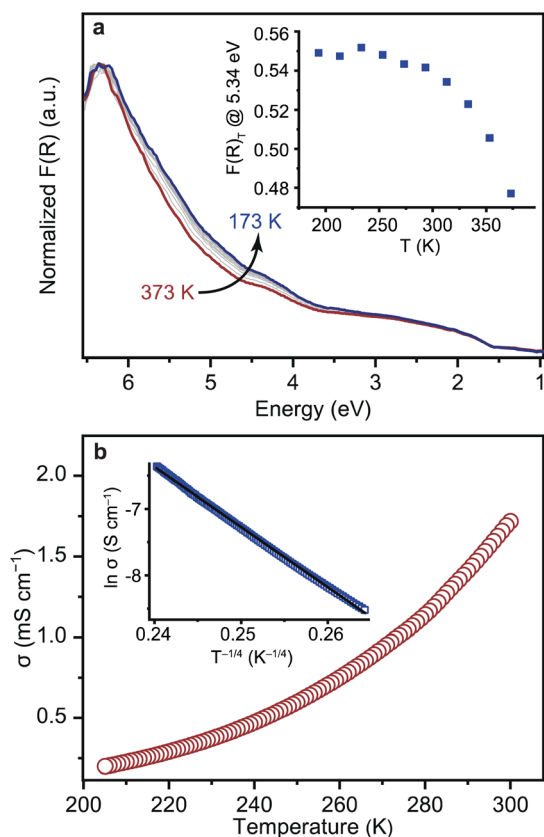 a
Normalized F(R) (a.u.)
F(R)T @ 5.34 eV
0.56
0.54
0.52
0.50
0.48
200 250 300 350
T (K)
173 K
373 K
6 5 4 3 2 1
Energy (eV)
b
σ (mS cm⁻¹)
2.0
1.5
1.0
0.5
ln σ (S cm⁻¹)
-7
-8
0.24 0.25 0.26
T⁻¹/⁴ (K⁻¹/⁴)
200 220 240 260 280 300
Temperature (K)